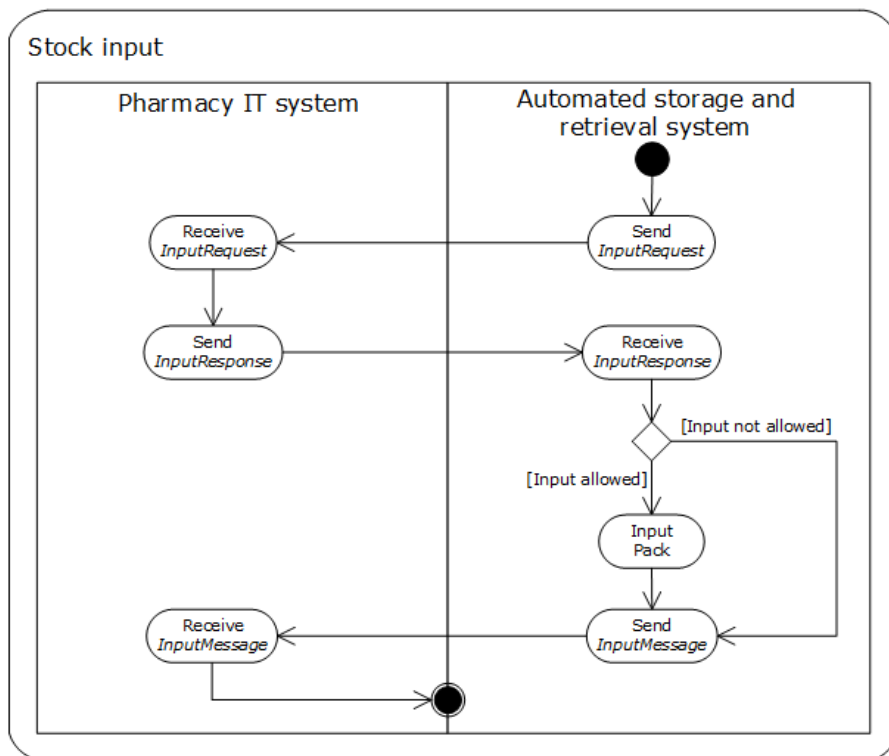 Stock input
Pharmacy IT system
Automated storage and
retrieval system
Receive
InputRequest
Send
InputRequest
Send
InputResponse
Receive
InputResponse
[Input not allowed]
[Input allowed]
Input
Pack
Receive
InputMessage
Send
InputMessage